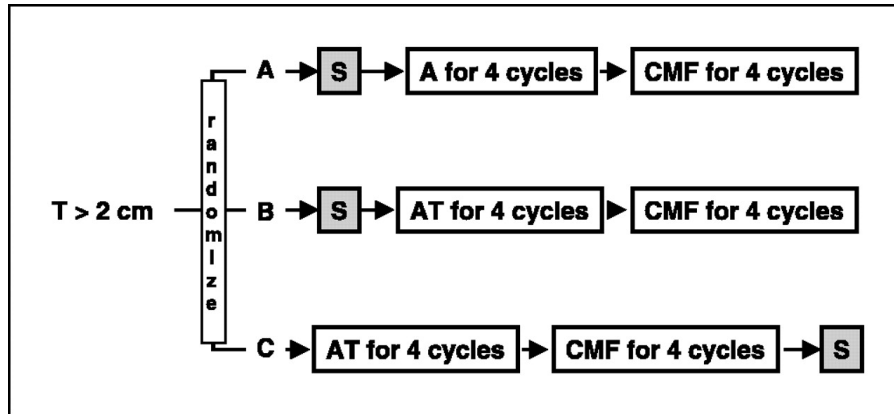 A S A for 4 cycles CMF for 4 cycles
T > 2 cm randomize B S AT for 4 cycles CMF for 4 cycles
C AT for 4 cycles CMF for 4 cycles S